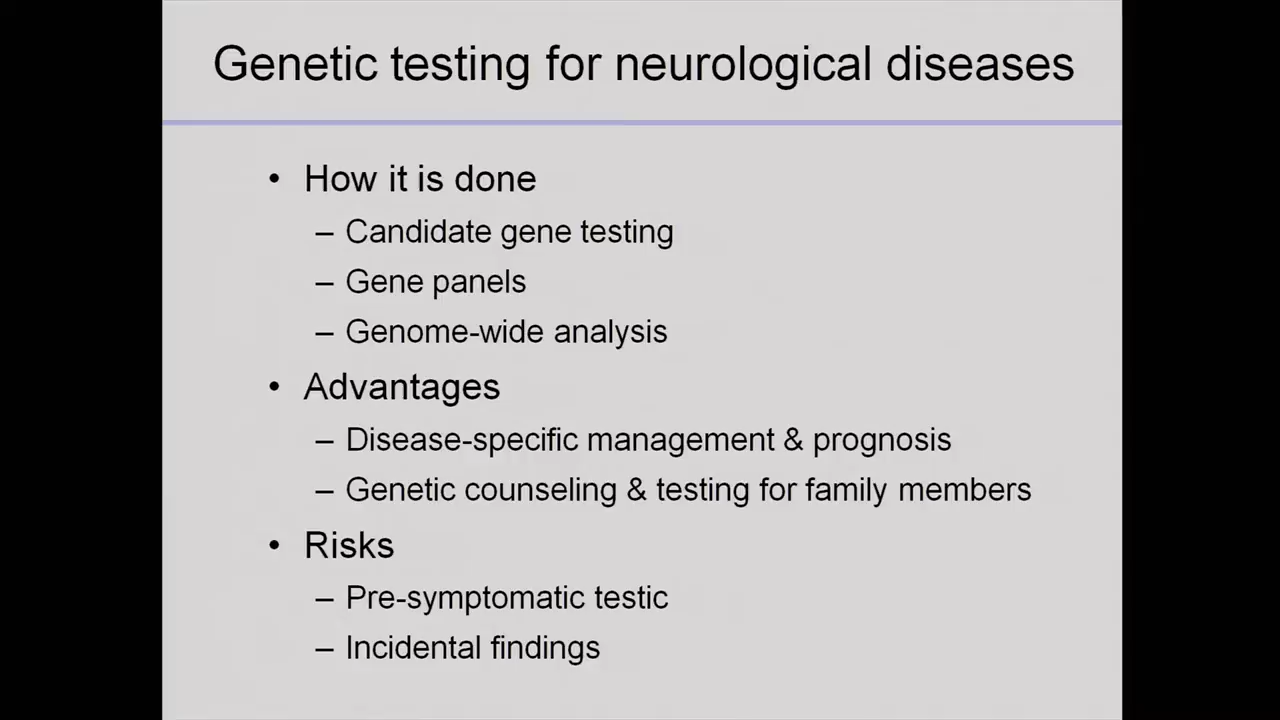 Genetic testing for neurological diseases
• How it is done
– Candidate gene testing
– Gene panels
– Genome-wide analysis
• Advantages
– Disease-specific management & prognosis
– Genetic counseling & testing for family members
• Risks
– Pre-symptomatic testic
– Incidental findings